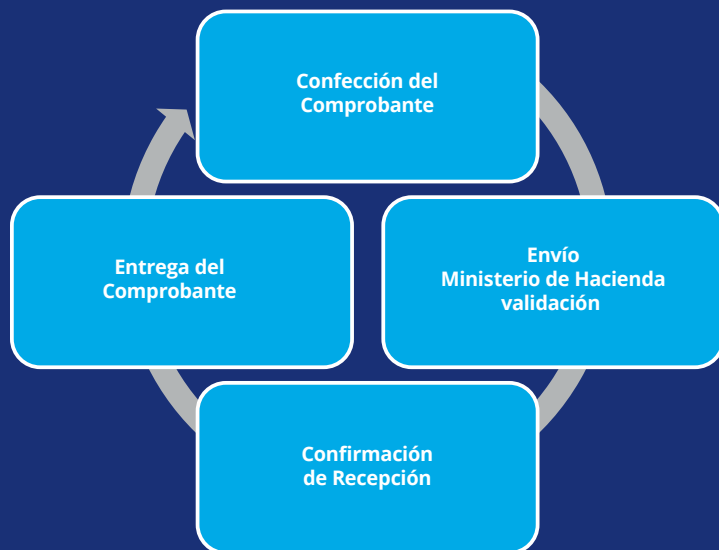 Confección del
Comprobante
Envío
Ministerio de Hacienda
validación
Confirmación
de Recepción
Entrega del
Comprobante